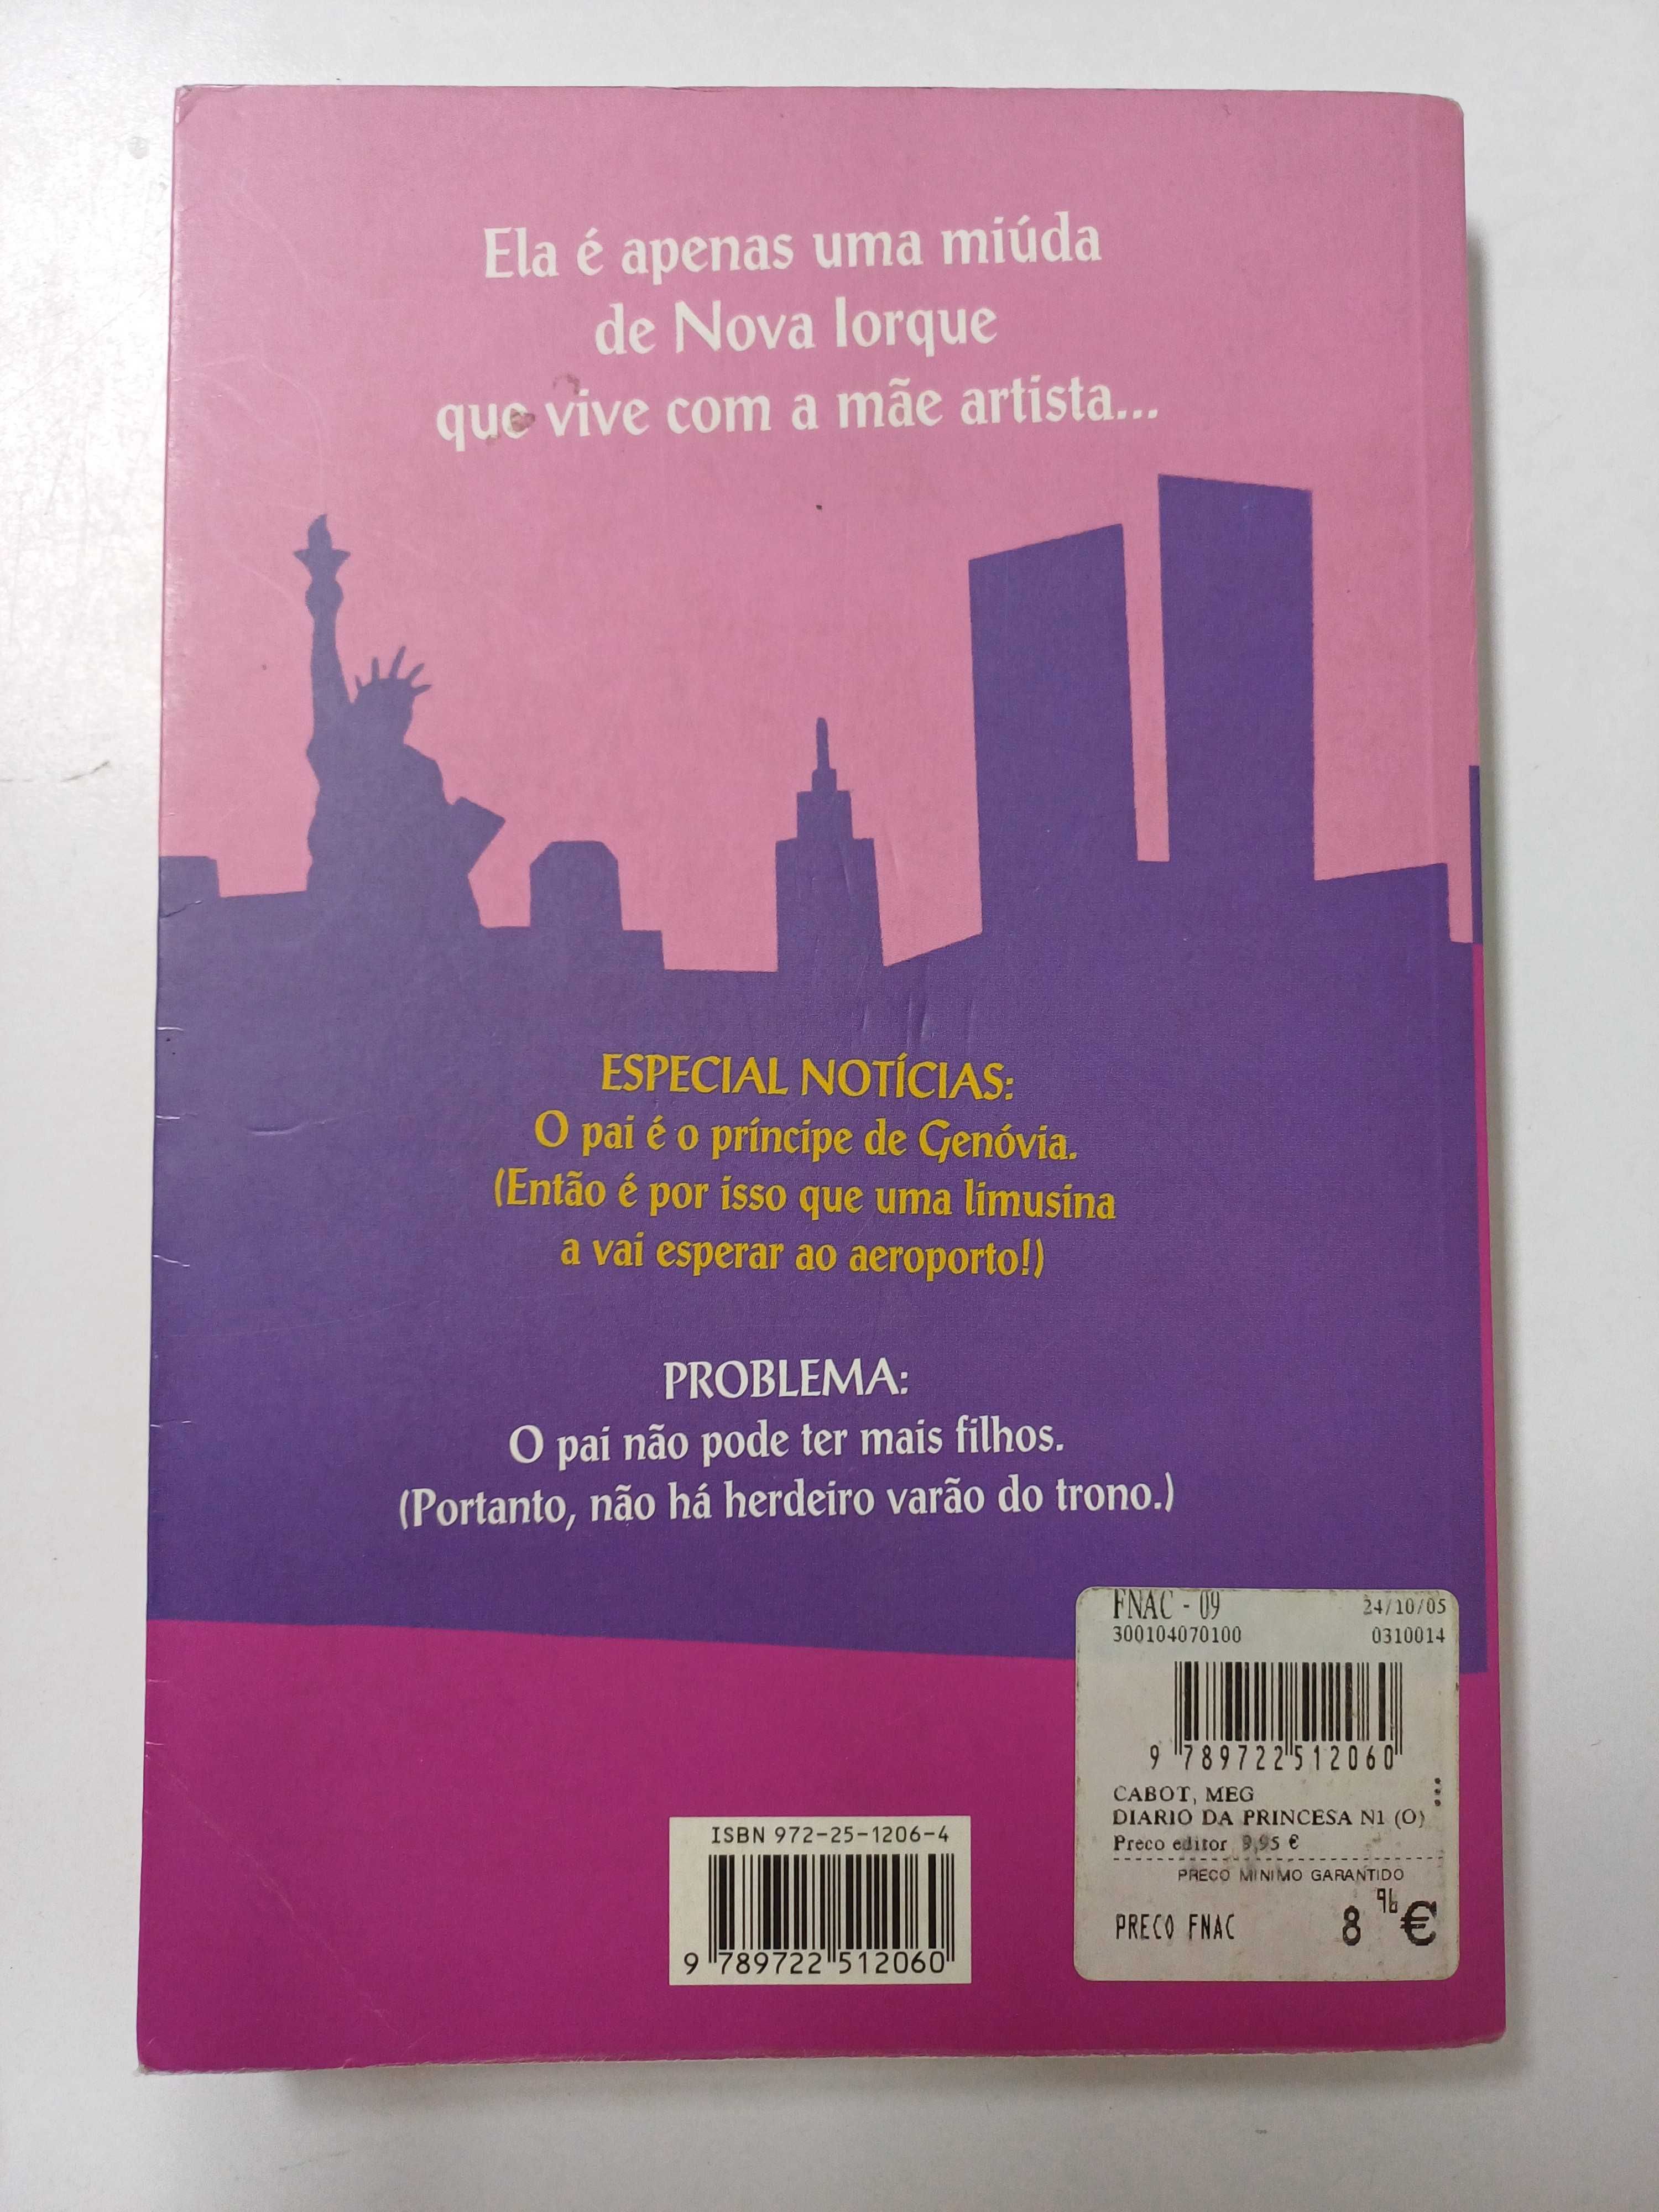 Ela é apenas uma miúda
de Nova Iorque
que vive com a mãe artista...
ESPECIAL NOTÍCIAS:
O pai é o príncipe de Genóvia.
(Então é por isso que uma limusina
a vai esperar ao aeroporto!)
PROBLEMA:
O pai não pode ter mais filhos.
(Portanto, não há herdeiro varão do trono.)
FNAC - 09 24/10/05
300104070100 0310014
9 789722 512060
CABOT, MEG
DIARIO DA PRINCESA N1 (O)
Preco editor 9,95 €
PRECO MINIMO GARANTIDO
PRECO FNAC 8 96 €
ISBN 972-25-1206-4
9 789722 512060